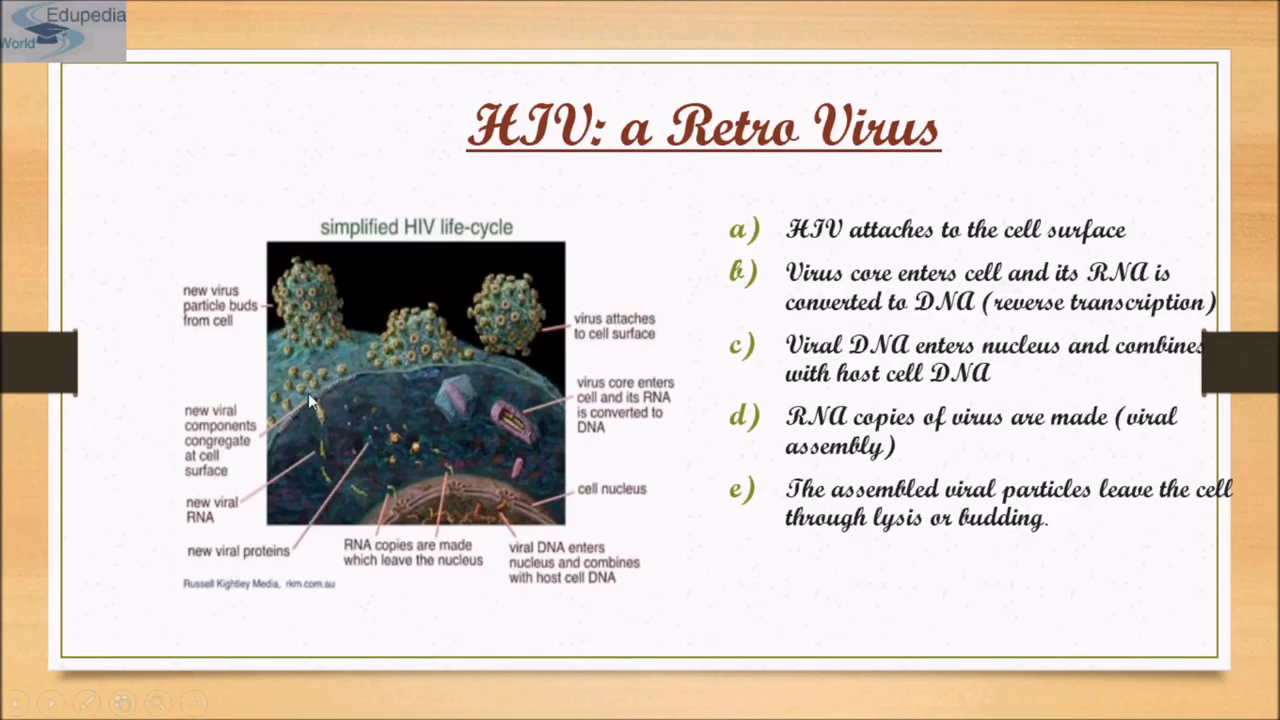 Edupedia
World
HIV: a Retro Virus
simplified HIV life-cycle
new virus
particle buds
from cell
virus attaches
to cell surface
virus core enters
cell and its RNA
is converted to
DNA
new viral
components
congregate
at cell
surface
cell nucleus
new viral
RNA
new viral proteins
RNA copies are made
which leave the nucleus
viral DNA enters
nucleus and combines
with host cell DNA
Russell Kightley Media, rkm.com.au
a) HIV attaches to the cell surface
b) Virus core enters cell and its RNA is
converted to DNA (reverse transcription)
c) Viral DNA enters nucleus and combines
with host cell DNA
d) RNA copies of virus are made (viral
assembly)
e) The assembled viral particles leave the cell
through lysis or budding.